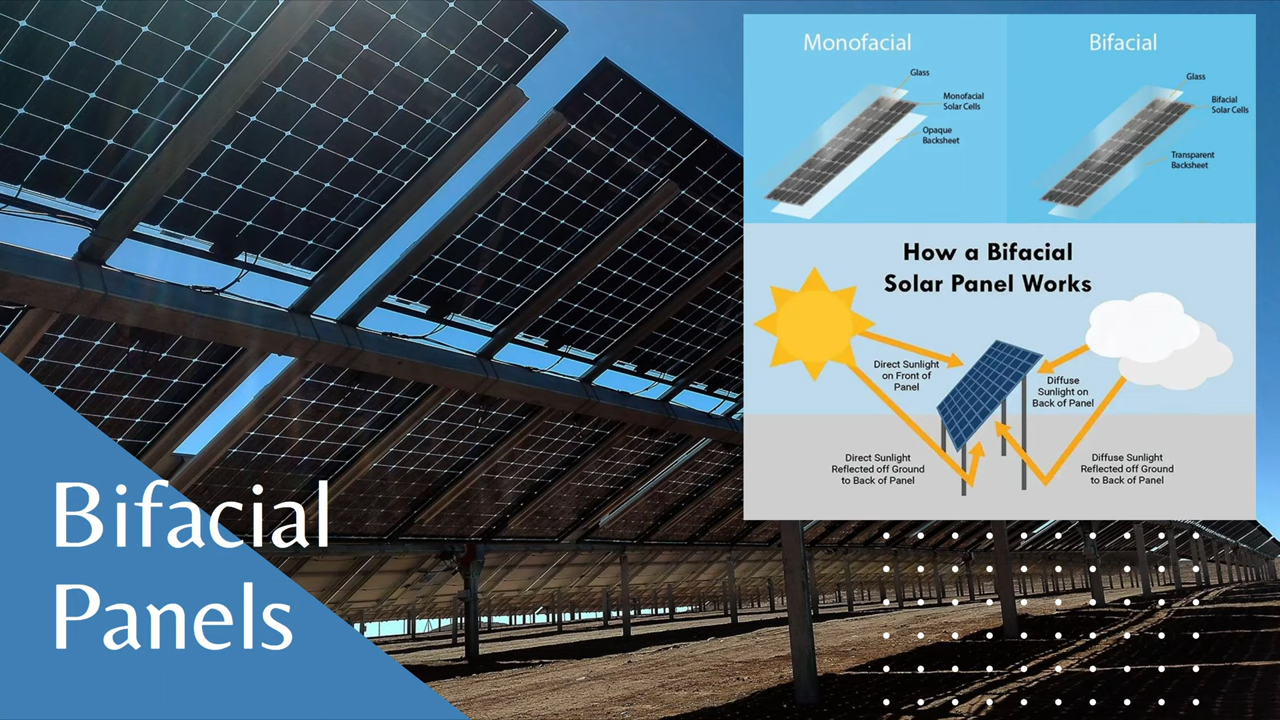 Monofacial
Glass
Monofacial
Solar Cells
Opaque
Backsheet
Bifacial
Glass
Bifacial
Solar Cells
Transparent
Backsheet
How a Bifacial
Solar Panel Works
Direct Sunlight
on Front of
Panel
Diffuse
Sunlight on
Back of Panel
Direct Sunlight
Reflected off Ground
to Back of Panel
Diffuse Sunlight
Reflected off Ground
to Back of Panel
Bifacial
Panels